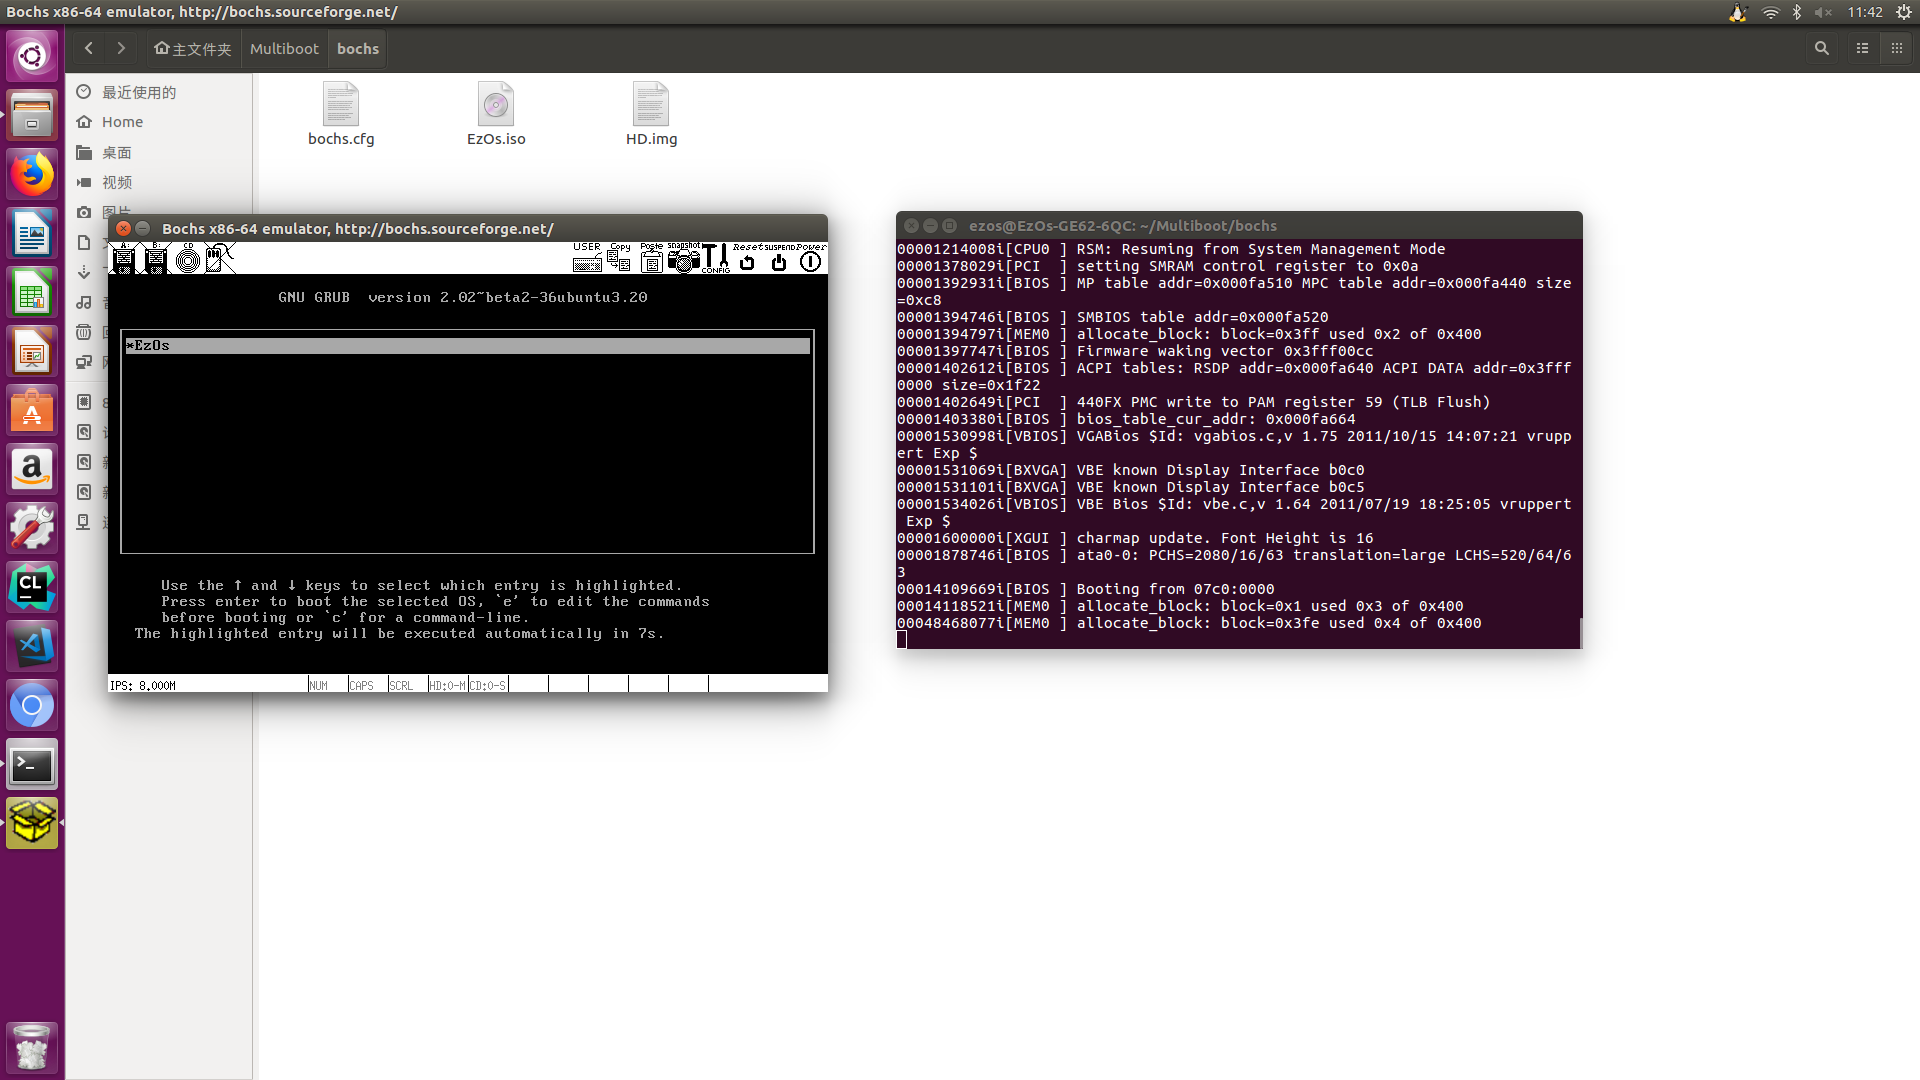 Bochs x86-64 emulator, http://bochs.sourceforge.net/
11:42
主文件夹 Multiboot bochs
最近使用的
Home
桌面
视频
图片
bochs.cfg EzOs.iso HD.img
Bochs x86-64 emulator, http://bochs.sourceforge.net/
A: B: CD USER Copy Paste Snapshot CONFIG Reset SUSPEND Power
GNU GRUB version 2.02~beta2-36ubuntu3.20
*EzOs
Use the ↑ and ↓ keys to select which entry is highlighted.
Press enter to boot the selected OS, `e' to edit the commands
before booting or `c' for a command-line.
The highlighted entry will be executed automatically in 7s.
IPS: 8.000M NUM CAPS SCRL HD:0-M CD:0-S
ezos@EzOs-GE62-6QC: ~/Multiboot/bochs
00001214008i[CPU0 ] RSM: Resuming from System Management Mode
00001378029i[PCI ] setting SMRAM control register to 0x0a
00001392931i[BIOS ] MP table addr=0x000fa510 MPC table addr=0x000fa440 size
=0xc8
00001394746i[BIOS ] SMBIOS table addr=0x000fa520
00001394797i[MEM0 ] allocate_block: block=0x3ff used 0x2 of 0x400
00001397747i[BIOS ] Firmware waking vector 0x3fff00cc
00001402612i[BIOS ] ACPI tables: RSDP addr=0x000fa640 ACPI DATA addr=0x3fff
0000 size=0x1f22
00001402649i[PCI ] 440FX PMC write to PAM register 59 (TLB Flush)
00001403380i[BIOS ] bios_table_cur_addr: 0x000fa664
00001530998i[VBIOS] VGABios $Id: vgabios.c,v 1.75 2011/10/15 14:07:21 vrupp
ert Exp $
00001531069i[BXVGA] VBE known Display Interface b0c0
00001531101i[BXVGA] VBE known Display Interface b0c5
00001534026i[VBIOS] VBE Bios $Id: vbe.c,v 1.64 2011/07/19 18:25:05 vruppert
Exp $
00001600000i[XGUI ] charmap update. Font Height is 16
00001878746i[BIOS ] ata0-0: PCHS=2080/16/63 translation=large LCHS=520/64/6
3
00014109669i[BIOS ] Booting from 07c0:0000
00014118521i[MEM0 ] allocate_block: block=0x1 used 0x3 of 0x400
00048468077i[MEM0 ] allocate_block: block=0x3fe used 0x4 of 0x400